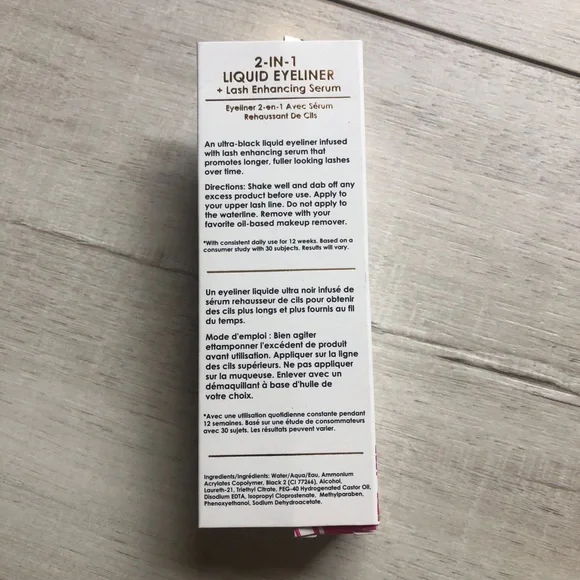 2-IN-1
LIQUID EYELINER
+ Lash Enhancing Serum
Eyeliner 2-en-1 Avec Sérum
Rehaussant De Cils
An ultra-black liquid eyeliner infused
with lash enhancing serum that
promotes longer, fuller looking lashes
over time.
Directions: Shake well and dab off any
excess product before use. Apply to
your upper lash line. Do not apply to
the waterline. Remove with your
favorite oil-based makeup remover.
*With consistent daily use for 12 weeks. Based on a
consumer study with 30 subjects. Results will vary.
Un eyeliner liquide ultra noir infusé de
sérum rehausseur de cils pour obtenir
des cils plus longs et plus fournis au fil
du temps.
Mode d'emploi : Bien agiter
ettamponner l'excédent de produit
avant utilisation. Appliquer sur la ligne
des cils supérieurs. Ne pas appliquer
sur la muqueuse. Enlever avec un
démaquillant à base d'huile de
votre choix.
*Avec une utilisation quotidienne constante pendant
12 semaines. Basé sur une étude de consommateurs
avec 30 sujets. Les résultats peuvent varier.
Ingredients/Ingrédients: Water/Aqua/Eau, Ammonium
Acrylates Copolymer, Black 2 (CI 77266), Alcohol,
Laureth-21, Triethyl Citrate, PEG-40 Hydrogenated Castor Oil,
Disodium EDTA, Isopropyl Cloprostenate, Methylparaben,
Phenoxyethanol, Sodium Dehydroacetate.